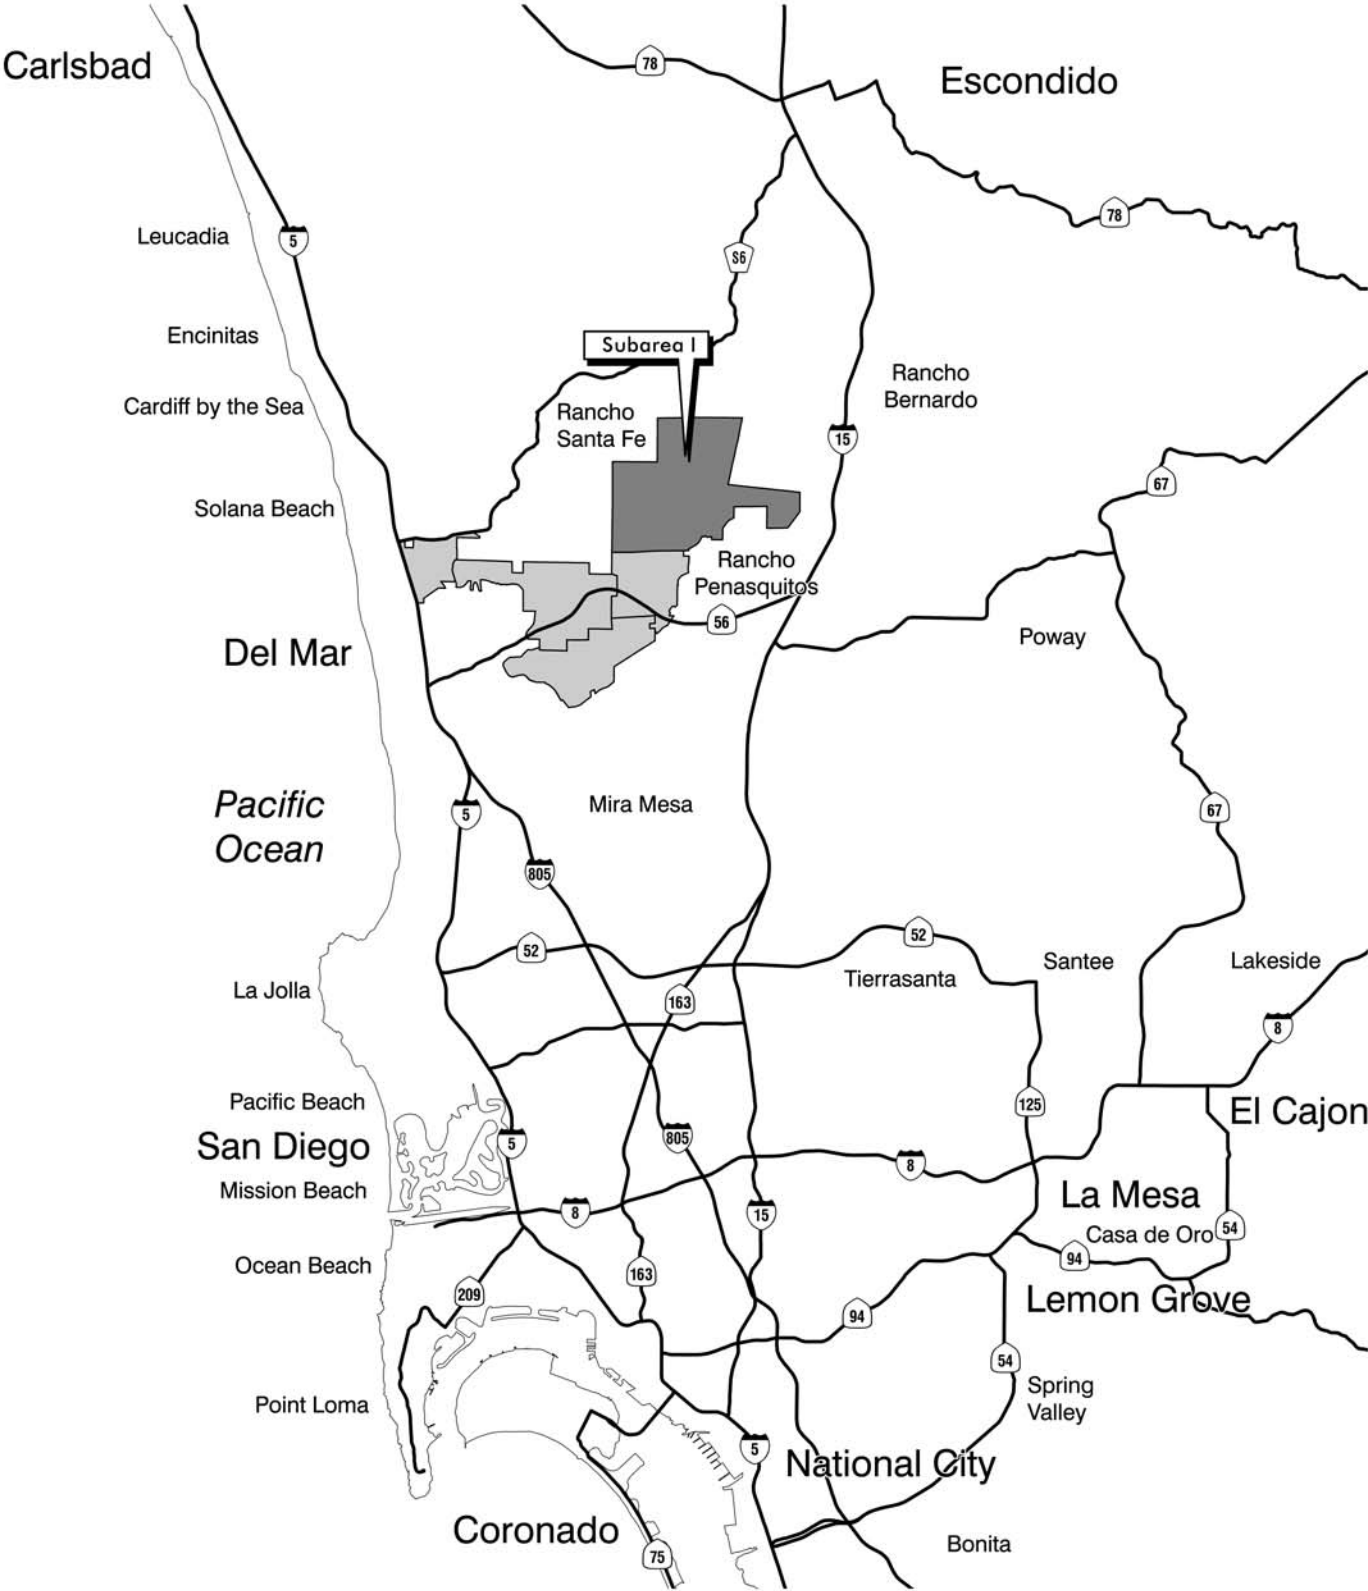 Carlsbad
78
Escondido
78
Leucadia
5
S6
Encinitas
Subarea I
Rancho
Bernardo
Cardiff by the Sea
Rancho
Santa Fe
15
67
Solana Beach
Rancho
Penasquitos
56
Poway
Del Mar
Pacific
Ocean
5
Mira Mesa
67
805
52
52
Santee
Lakeside
Tierrasanta
La Jolla
163
8
Pacific Beach
125
El Cajon
San Diego
5
805
8
Mission Beach
La Mesa
8
15
Casa de Oro
54
94
Ocean Beach
163
209
Lemon Grove
94
54
Point Loma
Spring
Valley
5
National City
Coronado
Bonita
75